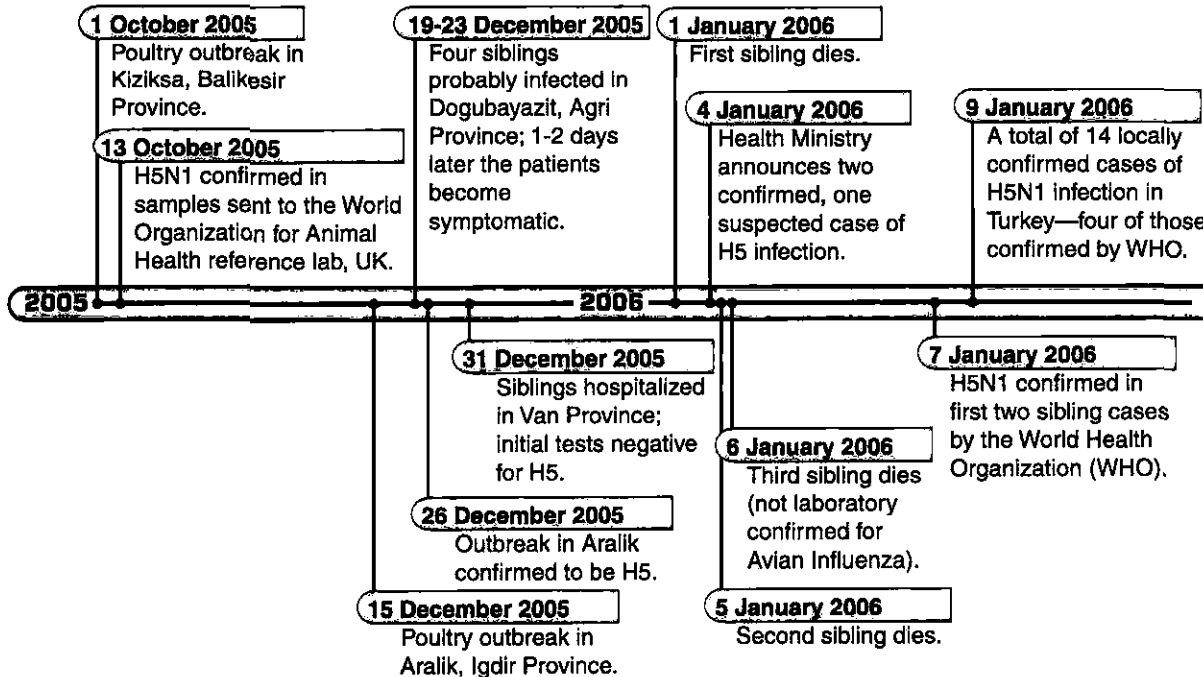 1 October 2005
Poultry outbreak in
Kiziksa, Balikesir
Province.
13 October 2005
H5N1 confirmed in
samples sent to the World
Organization for Animal
Health reference lab, UK.
19-23 December 2005
Four siblings
probably infected in
Dogubayazit, Agri
Province; 1-2 days
later the patients
become
symptomatic.
1 January 2006
First sibling dies.
4 January 2006
Health Ministry
announces two
confirmed, one
suspected case of
H5 infection.
9 January 2006
A total of 14 locally
confirmed cases of
H5N1 infection in
Turkey—four of those
confirmed by WHO.
2005
2006
31 December 2005
Siblings hospitalized
in Van Province;
initial tests negative
for H5.
26 December 2005
Outbreak in Aralik
confirmed to be H5.
15 December 2005
Poultry outbreak in
Aralik, Igdir Province.
7 January 2006
H5N1 confirmed in
first two sibling cases
by the World Health
Organization (WHO).
6 January 2006
Third sibling dies
(not laboratory
confirmed for
Avian Influenza).
5 January 2006
Second sibling dies.